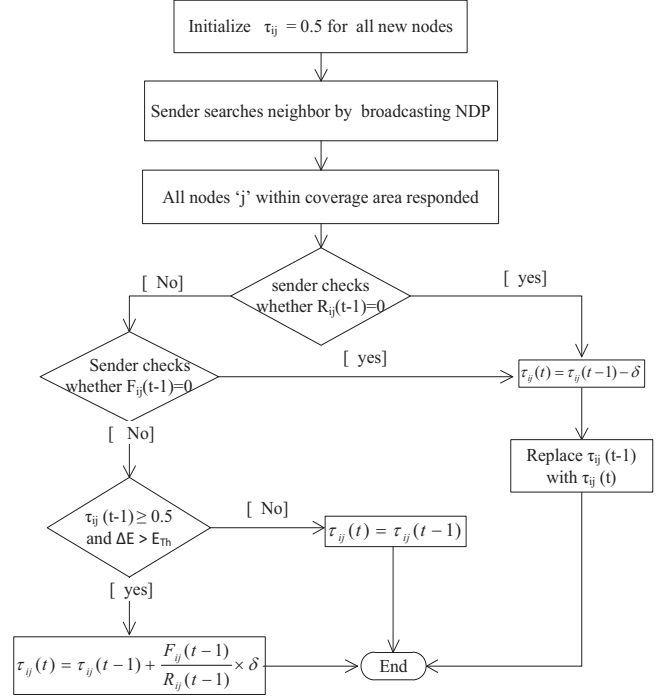 Initialize τij = 0.5 for all new nodes
Sender searches neighbor by broadcasting NDP
All nodes ‘j’ within coverage area responded
[ No]
sender checks
whether Rij(t-1)=0
[ yes]
Sender checks
whether Fij(t-1)=0
[ yes]
τij(t) = τij(t−1) − δ
[ No]
Replace τij (t-1)
with τij (t)
τij (t-1) ≥ 0.5
and ΔE > ETh
[ No]
τij(t) = τij(t−1)
[ yes]
τij(t) = τij(t−1) + Fij(t−1)/Rij(t−1) × δ
End